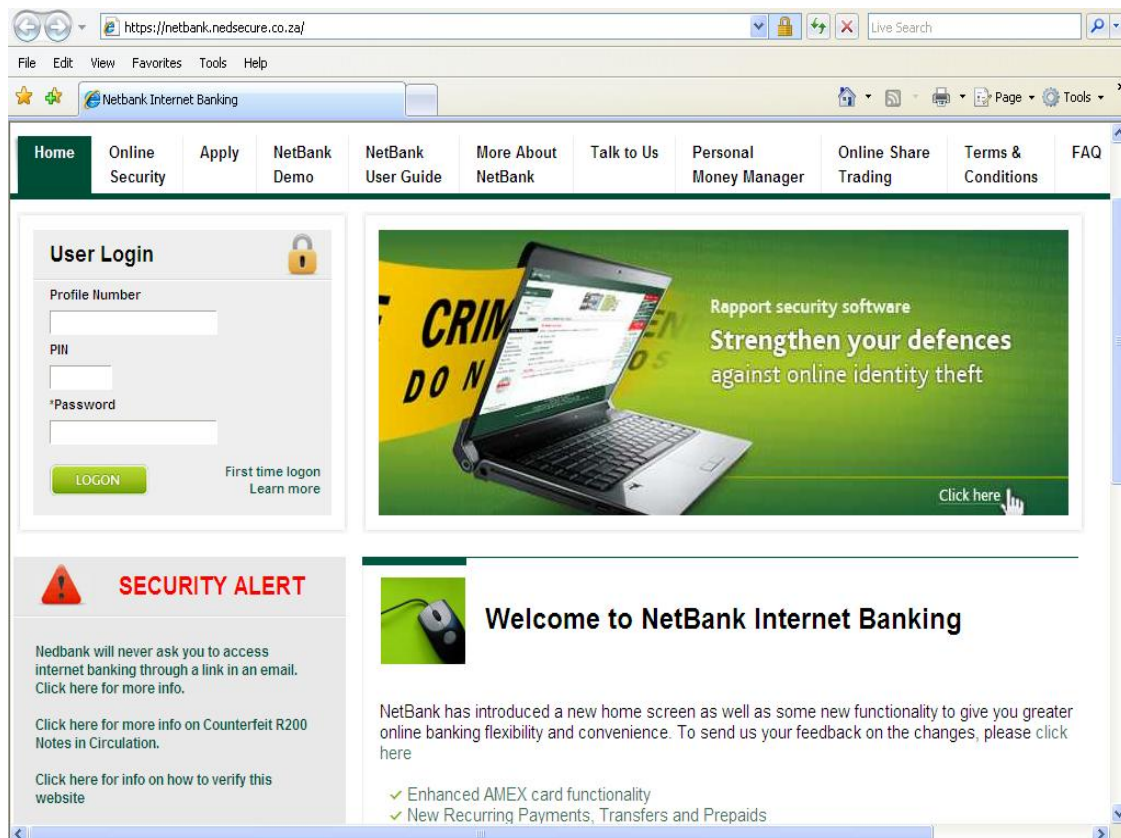 https://netbank.nedsecure.co.za/
Live Search
File Edit View Favorites Tools Help
Netbank Internet Banking
Page
Tools
Home
Online
Security
Apply
NetBank
Demo
NetBank
User Guide
More About
NetBank
Talk to Us
Personal
Money Manager
Online Share
Trading
Terms &
Conditions
FAQ
User Login
Profile Number
PIN
*Password
LOGON
First time logon
Learn more
CRIM
DO N
Rapport security software
Strengthen your defences
against online identity theft
Click here
SECURITY ALERT
Nedbank will never ask you to access
internet banking through a link in an email.
Click here for more info.
Click here for more info on Counterfeit R200
Notes in Circulation.
Click here for info on how to verify this
website
Welcome to NetBank Internet Banking
NetBank has introduced a new home screen as well as some new functionality to give you greater
online banking flexibility and convenience. To send us your feedback on the changes, please click
here
Enhanced AMEX card functionality
New Recurring Payments, Transfers and Prepaids